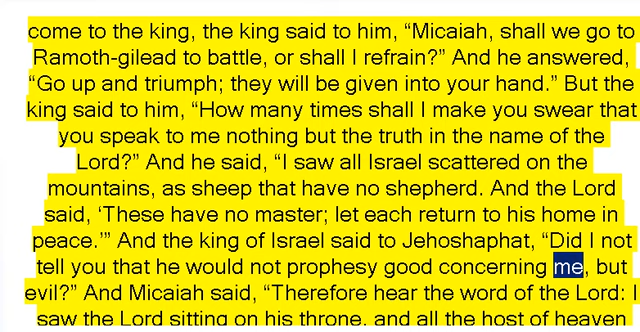 come to the king, the king said to him, “Micaiah, shall we go to
Ramoth-gilead to battle, or shall I refrain?” And he answered,
“Go up and triumph; they will be given into your hand.” But the
king said to him, “How many times shall I make you swear that
you speak to me nothing but the truth in the name of the
Lord?” And he said, “I saw all Israel scattered on the
mountains, as sheep that have no shepherd. And the Lord
said, ‘These have no master; let each return to his home in
peace.’” And the king of Israel said to Jehoshaphat, “Did I not
tell you that he would not prophesy good concerning me, but
evil?” And Micaiah said, “Therefore hear the word of the Lord: I
saw the Lord sitting on his throne, and all the host of heaven